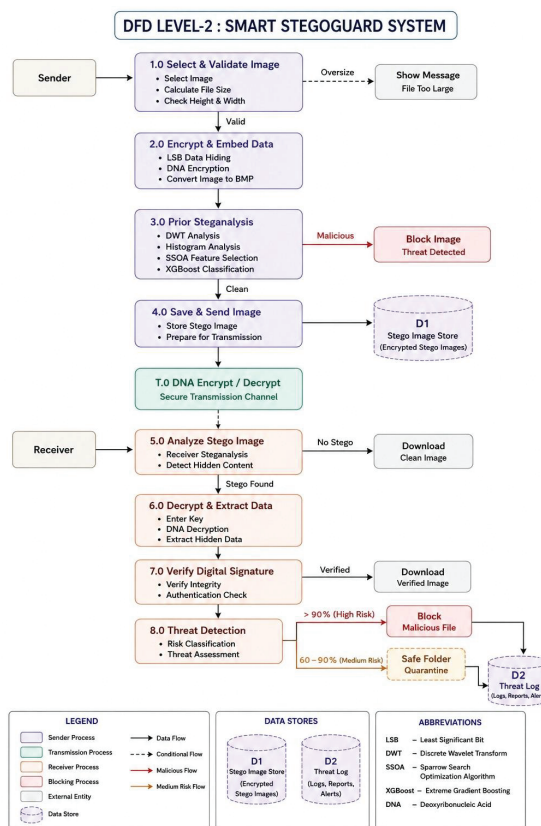 DFD LEVEL-2 : SMART STEGOGUARD SYSTEM
Sender
1.0 Select & Validate Image
• Select Image
• Calculate File Size
• Check Height & Width
Oversize
Show Message
File Too Large
Valid
2.0 Encrypt & Embed Data
• LSB Data Hiding
• DNA Encryption
• Convert Image to BMP
3.0 Prior Steganalysis
• DWT Analysis
• Histogram Analysis
• SSOA Feature Selection
• XGBoost Classification
Malicious
Block Image
Threat Detected
Clean
4.0 Save & Send Image
• Store Stego Image
• Prepare for Transmission
D1
Stego Image Store
(Encrypted Stego Images)
T.0 DNA Encrypt / Decrypt
Secure Transmission Channel
Receiver
5.0 Analyze Stego Image
• Receiver Steganalysis
• Detect Hidden Content
No Stego
Download
Clean Image
Stego Found
6.0 Decrypt & Extract Data
• Enter Key
• DNA Decryption
• Extract Hidden Data
7.0 Verify Digital Signature
• Verify Integrity
• Authentication Check
Verified
Download
Verified Image
8.0 Threat Detection
• Risk Classification
• Threat Assessment
> 90% (High Risk)
Block
Malicious File
60 – 90% (Medium Risk)
Safe Folder
Quarantine
D2
Threat Log
(Logs, Reports, Aler
LEGEND
Sender Process
Transmission Process
Receiver Process
Blocking Process
External Entity
Data Store
Data Flow
Conditional Flow
Malicious Flow
Medium Risk Flow
DATA STORES
D1
Stego Image Store
(Encrypted
Stego Images)
D2
Threat Log
(Logs, Reports,
Alerts)
ABBREVIATIONS
LSB – Least Significant Bit
DWT – Discrete Wavelet Transform
SSOA – Sparrow Search
Optimization Algorithm
XGBoost – Extreme Gradient Boosting
DNA – Deoxyribonucleic Acid